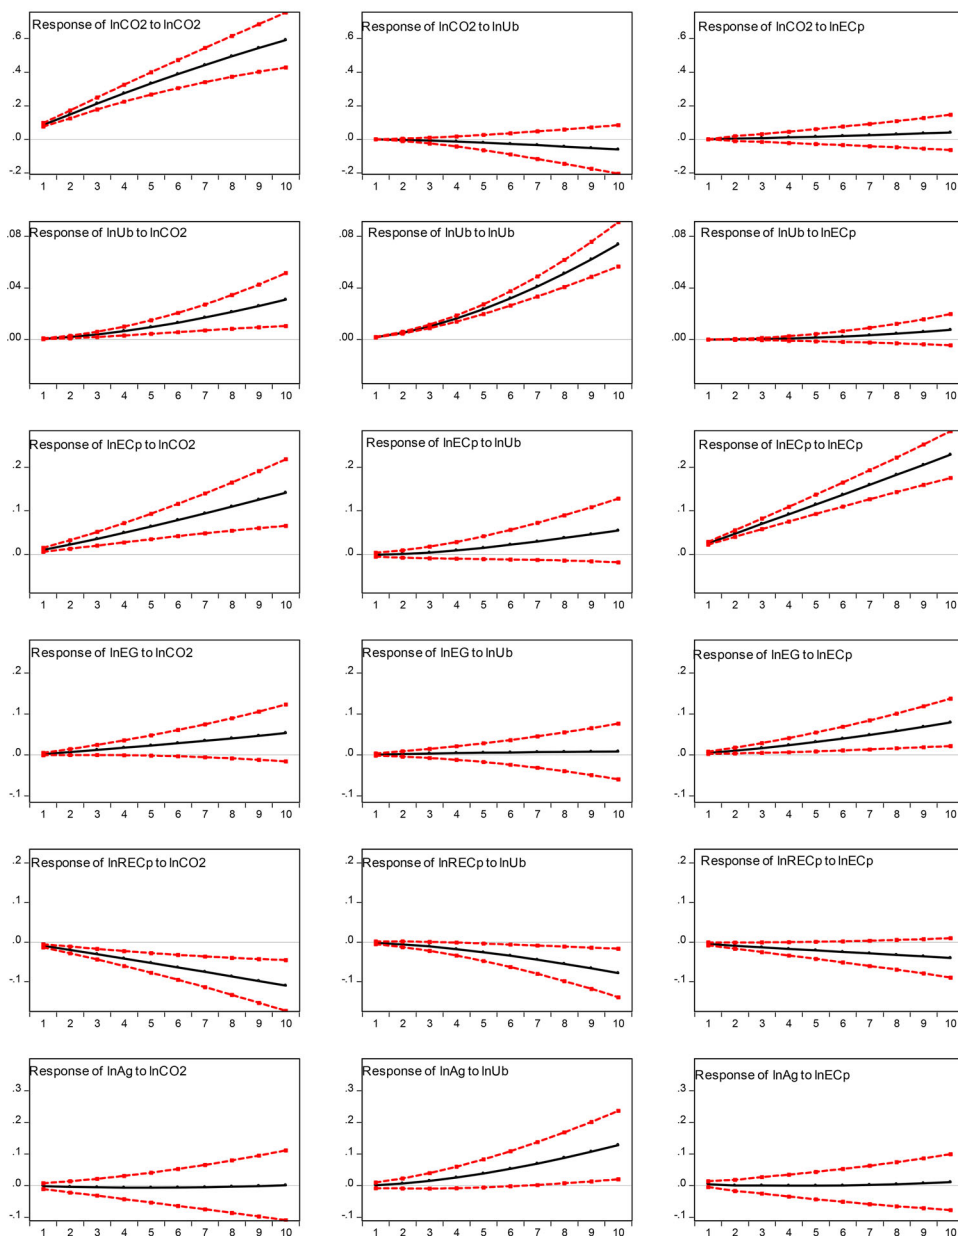 Response of lnCO2 to lnCO2
.6
.4
.2
.0
-.2
1 2 3 4 5 6 7 8 9 10
Response of lnCO2 to lnUb
.6
.4
.2
.0
-.2
1 2 3 4 5 6 7 8 9 10
Response of lnCO2 to lnECp
.6
.4
.2
.0
-.2
1 2 3 4 5 6 7 8 9 10
Response of lnUb to lnCO2
.08
.04
.00
1 2 3 4 5 6 7 8 9 10
Response of lnUb to lnUb
.08
.04
.00
1 2 3 4 5 6 7 8 9 10
Response of lnUb to lnECp
.08
.04
.00
1 2 3 4 5 6 7 8 9 10
Response of lnECp to lnCO2
.2
.1
.0
1 2 3 4 5 6 7 8 9 10
Response of lnECp to lnUb
.2
.1
.0
1 2 3 4 5 6 7 8 9 10
Response of lnECp to lnECp
.2
.1
.0
1 2 3 4 5 6 7 8 9 10
Response of lnEG to lnCO2
.2
.1
.0
-.1
1 2 3 4 5 6 7 8 9 10
Response of lnEG to lnUb
.2
.1
.0
-.1
1 2 3 4 5 6 7 8 9 10
Response of lnEG to lnECp
.2
.1
.0
-.1
1 2 3 4 5 6 7 8 9 10
Response of lnRECp to lnCO2
.2
.1
.0
-.1
1 2 3 4 5 6 7 8 9 10
Response of lnRECp to lnUb
.2
.1
.0
-.1
1 2 3 4 5 6 7 8 9 10
Response of lnRECp to lnECp
.2
.1
.0
-.1
1 2 3 4 5 6 7 8 9 10
Response of lnAg to lnCO2
.3
.2
.1
.0
-.1
1 2 3 4 5 6 7 8 9 10
Response of lnAg to lnUb
.3
.2
.1
.0
-.1
1 2 3 4 5 6 7 8 9 10
Response of lnAg to lnECp
.3
.2
.1
.0
-.1
1 2 3 4 5 6 7 8 9 10